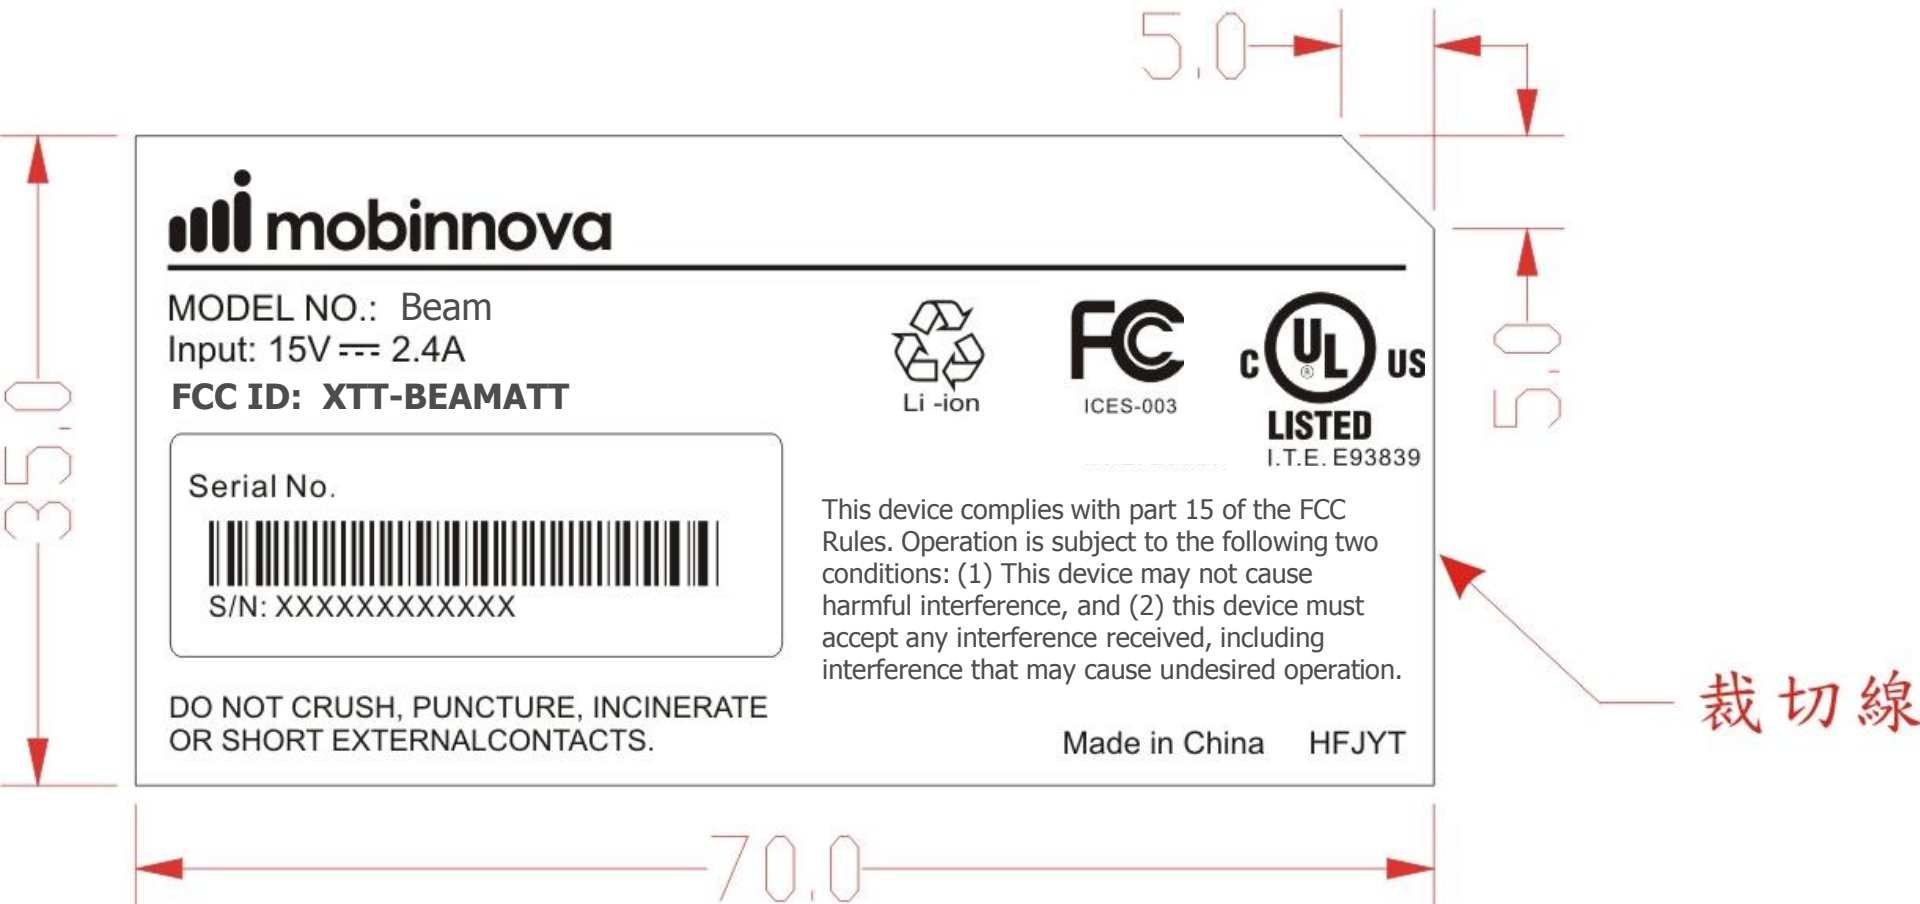 5.0
mobinnova
MODEL NO.: Beam
Input: 15V⎓2.4A
FCC ID: XTT-BEAMATT
Li -ion
FC
ICES-003
C UL US
®
LISTED
I.T.E. E93839
5.0
35.0
Serial No.
S/N: XXXXXXXXXXXX
This device complies with part 15 of the FCC
Rules. Operation is subject to the following two
conditions: (1) This device may not cause
harmful interference, and (2) this device must
accept any interference received, including
interference that may cause undesired operation.
裁切線
DO NOT CRUSH, PUNCTURE, INCINERATE
OR SHORT EXTERNALCONTACTS.
Made in China HFJYT
70.0